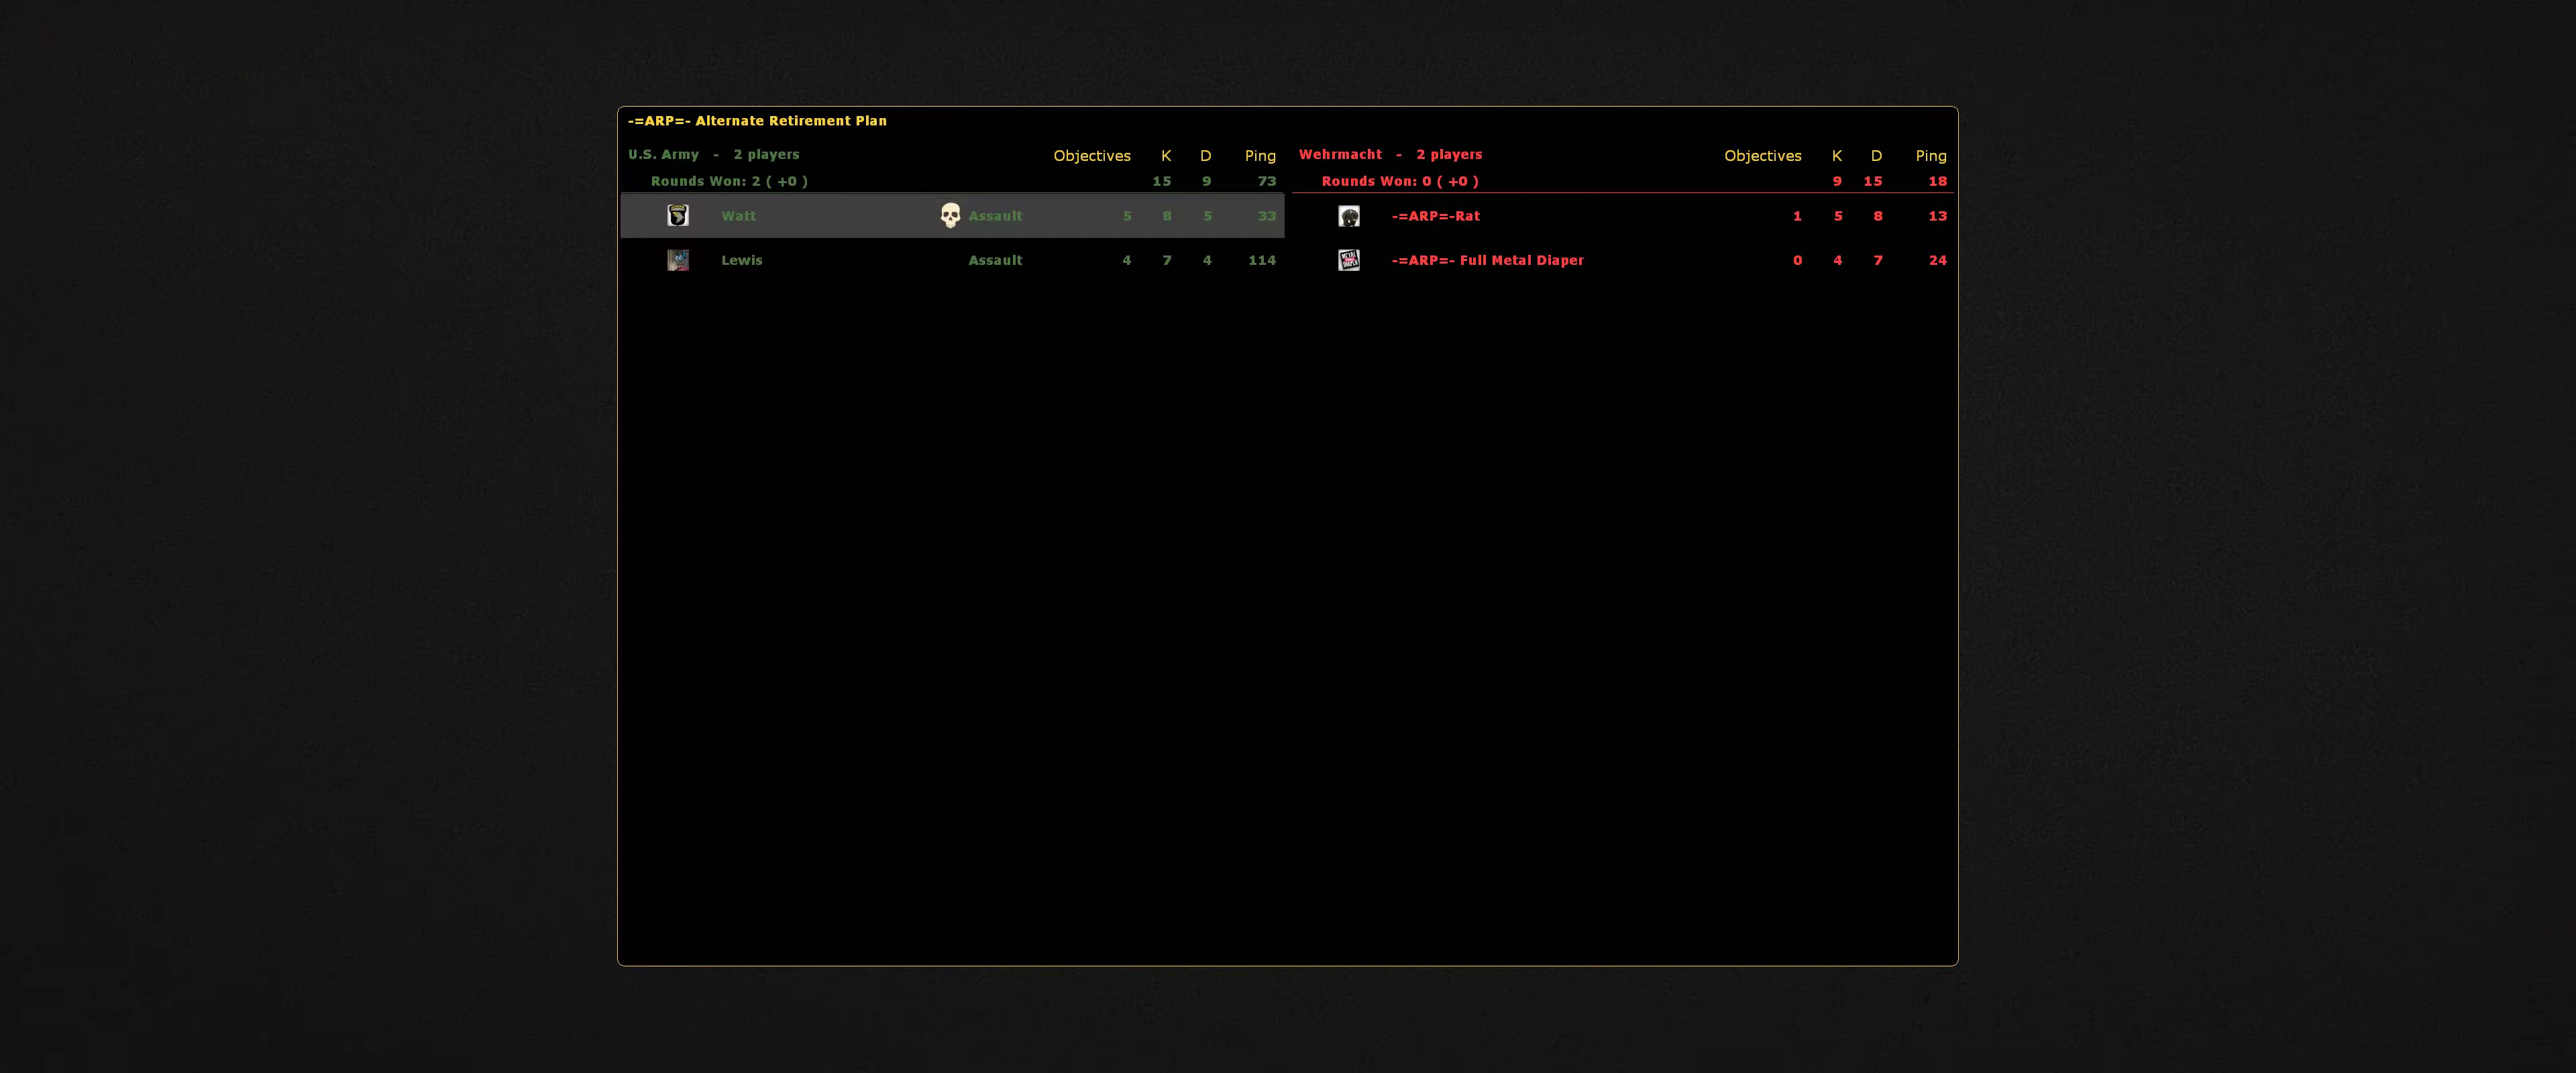 -=ARP=- Alternate Retirement Plan
U.S. Army - 2 players Objectives K D Ping
Rounds Won: 2 ( +0 ) 15 9 73
Watt Assault 5 8 5 33
Lewis Assault 4 7 4 114
Wehrmacht - 2 players Objectives K D Ping
Rounds Won: 0 ( +0 ) 9 15 18
-=ARP=-Rat 1 5 8 13
-=ARP=- Full Metal Diaper 0 4 7 24